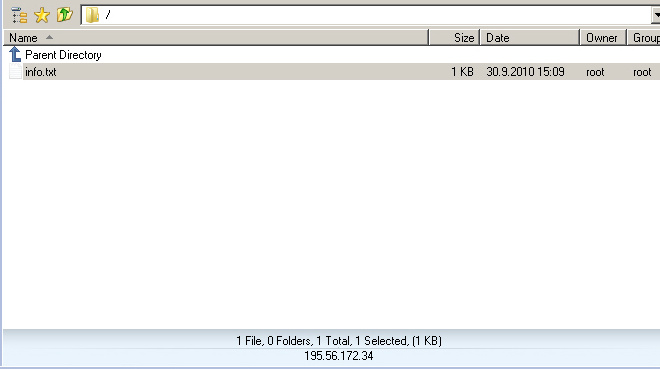 /
Name Size Date Owner Group
Parent Directory
info.txt 1 KB 30.9.2010 15:09 root root
1 File, 0 Folders, 1 Total, 1 Selected, (1 KB)
195.56.172.34